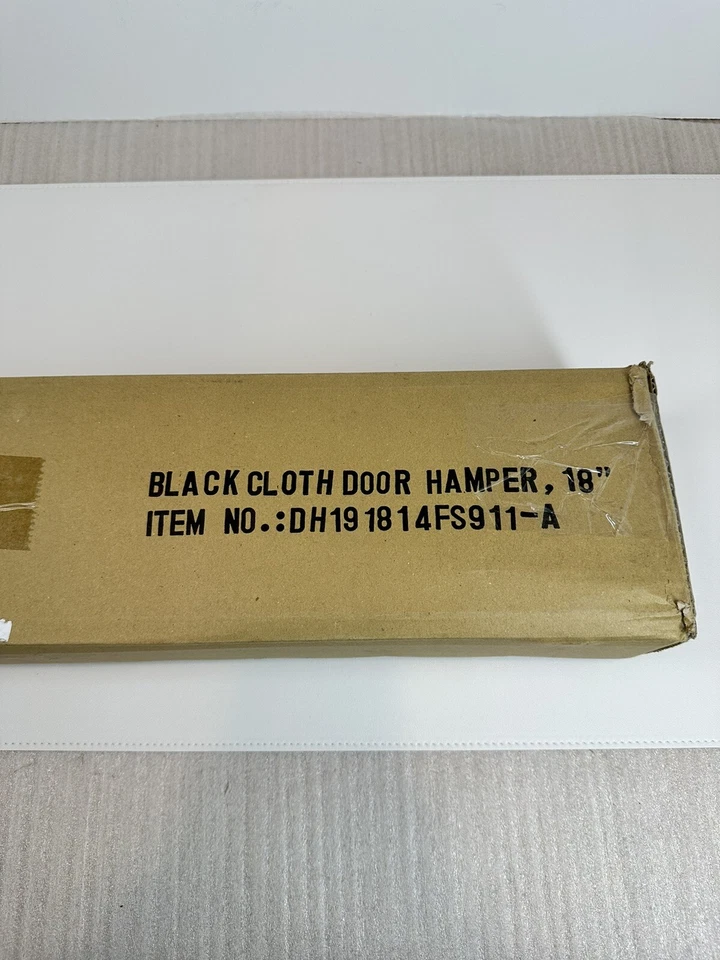 BLACK CLOTH DOOR HAMPER, 18"
ITEM NO.:DH191814FS911-A